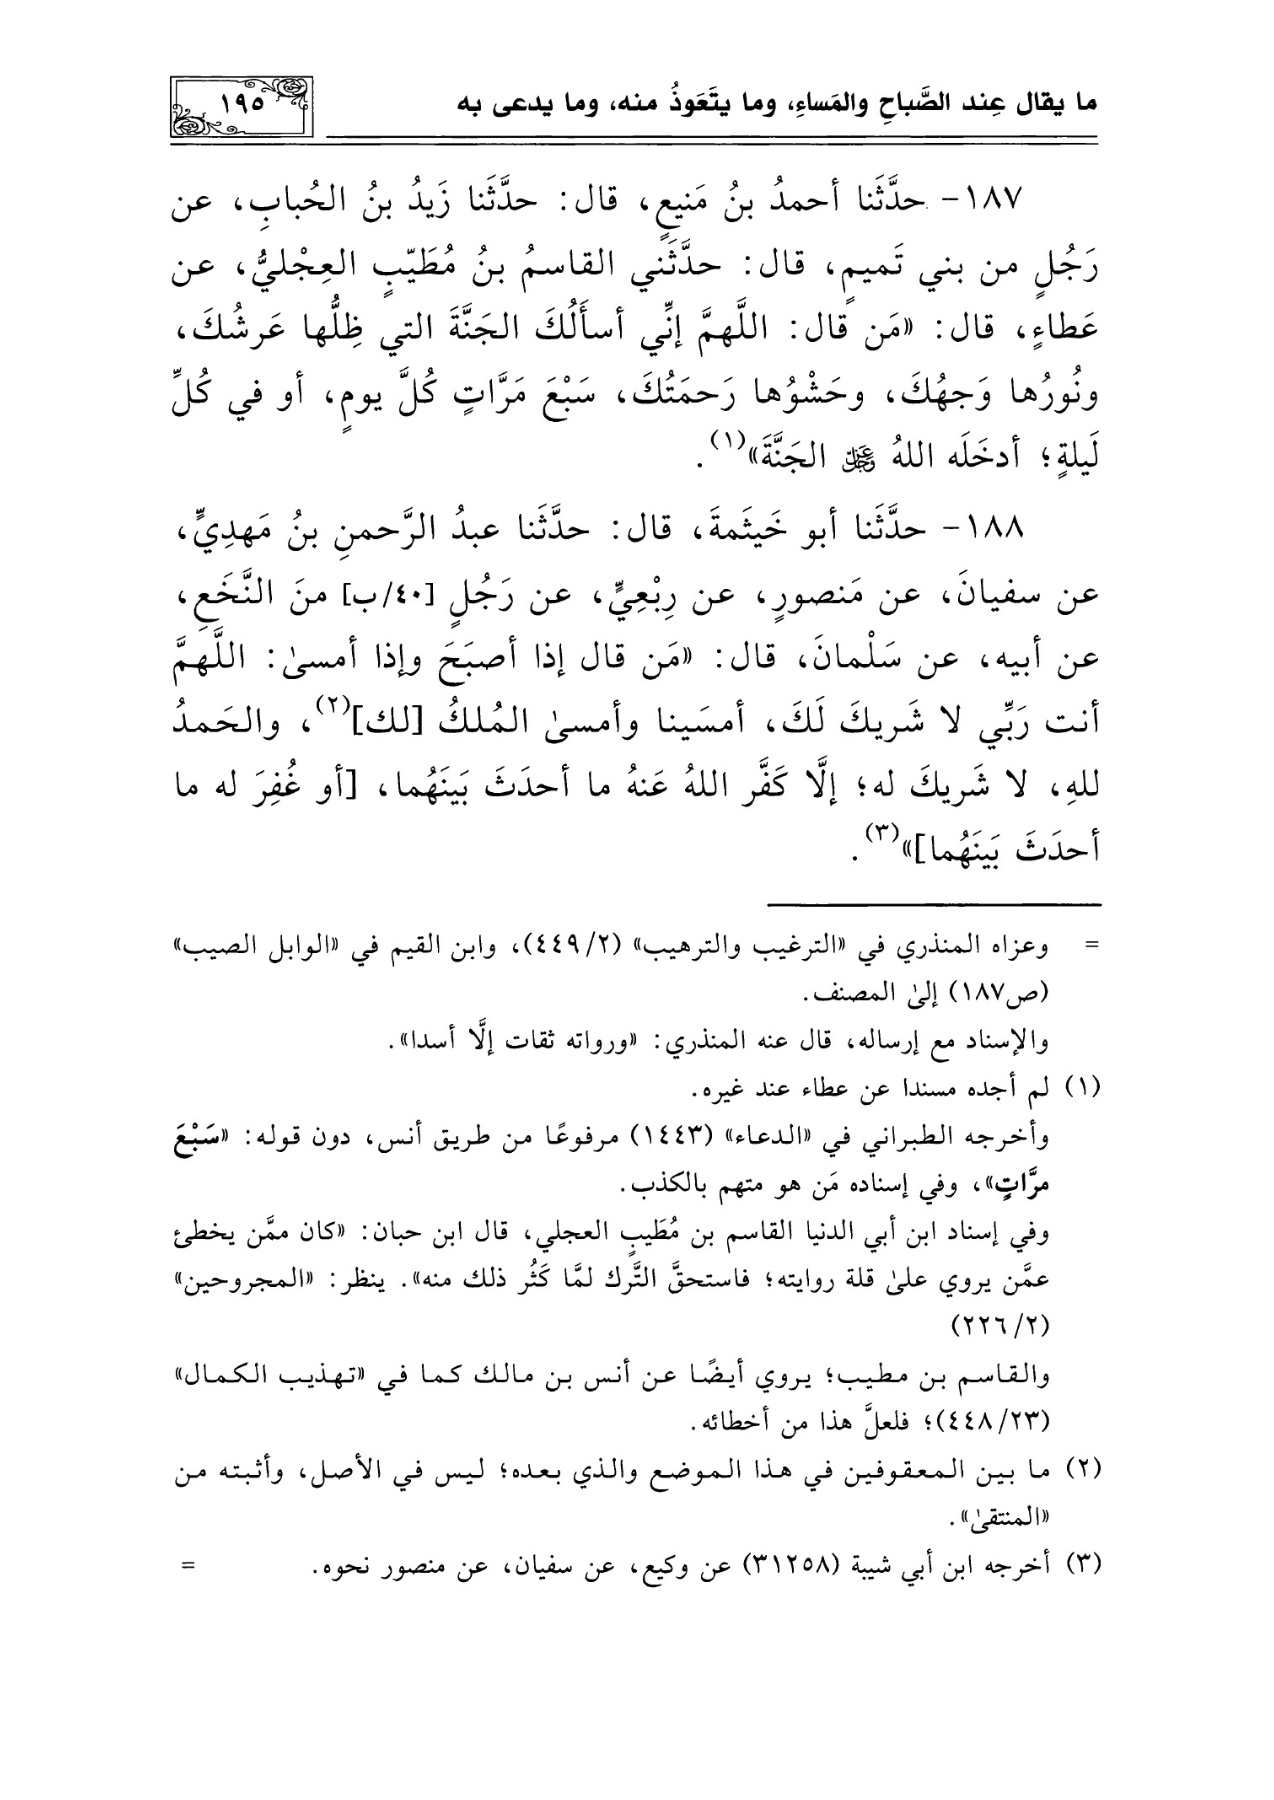 ما يقال عِند الصَّباحِ والمَساءِ، وما يتَعَوذُ منه، وما يدعى به
١٩٥
١٨٧- حدَّثَنا أحمدُ بنُ مَنيعٍ، قال: حدَّثَنا زَيدُ بنُ الحُبابِ، عن
رَجُلٍ من بني تَميمٍ، قال: حدَّثَني القاسمُ بنُ مُطَيّبٍ العِجْليُّ، عن
عَطاءٍ، قال: «مَن قال: اللَّهمَّ إنِّي أسأَلُكَ الجَنَّةَ التي ظِلُّها عَرشُكَ،
ونُورُها وَجهُكَ، وحَشْوُها رَحمَتُكَ، سَبْعَ مَرَّاتٍ كُلَّ يومٍ، أو في كُلِّ
لَيلةٍ؛ أدخَلَه اللهُ عز وجل الجَنَّةَ»(١).
١٨٨- حدَّثَنا أبو خَيثَمةَ، قال: حدَّثَنا عبدُ الرَّحمنِ بنُ مَهدِيٍّ،
عن سفيانَ، عن مَنصورٍ، عن رِبْعِيٍّ، عن رَجُلٍ [٤٠/ب] منَ النَّخَعِ،
عن أبيه، عن سَلْمانَ، قال: «مَن قال إذا أصبَحَ وإذا أمسىٰ: اللَّهمَّ
أنت رَبِّي لا شَريكَ لَكَ، أمسَينا وأمسىٰ المُلكُ [لك](٢)، والحَمدُ
للهِ، لا شَريكَ له؛ إلَّا كَفَّر اللهُ عَنهُ ما أحدَثَ بَينَهُما، [أو غُفِرَ له ما
أحدَثَ بَينَهُما]»(٣).
= وعزاه المنذري في «الترغيب والترهيب» (٤٤٩/٢)، وابن القيم في «الوابل الصيب»
(ص١٨٧) إلىٰ المصنف.
والإسناد مع إرساله، قال عنه المنذري: «ورواته ثقات إلَّا أسدا».
(١) لم أجده مسندا عن عطاء عند غيره.
وأخرجه الطبراني في «الدعاء» (١٤٤٣) مرفوعًا من طريق أنس، دون قوله: «سَبْعَ
مرَّاتٍ»، وفي إسناده مَن هو متهم بالكذب.
وفي إسناد ابن أبي الدنيا القاسم بن مُطَيبٍ العجلي، قال ابن حبان: «كان ممَّن يخطئ
عمَّن يروي علىٰ قلة روايته؛ فاستحقَّ التَّرك لمَّا كَثُر ذلك منه». ينظر: «المجروحين»
(٢٢٦/٢)
والقاسم بن مطيب؛ يروي أيضًا عن أنس بن مالك كما في «تهذيب الكمال»
(٤٤٨/٢٣)؛ فلعلَّ هذا من أخطائه.
(٢) ما بين المعقوفين في هذا الموضع والذي بعده؛ ليس في الأصل، وأثبته من
«المنتقىٰ».
(٣) أخرجه ابن أبي شيبة (٣١٢٥٨) عن وكيع، عن سفيان، عن منصور نحوه. =